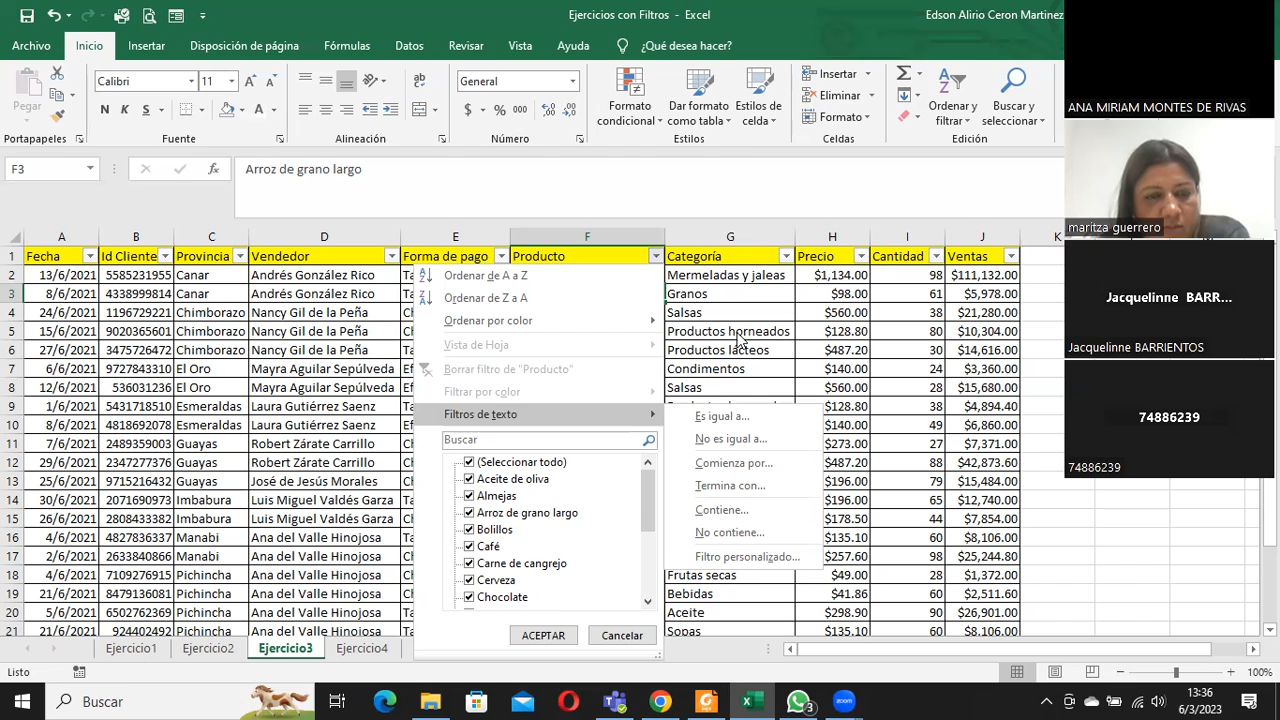 Ejercicios con Filtros - Excel
Edson Alirio Ceron Martinez
Archivo Inicio Insertar Disposición de página Fórmulas Datos Revisar Vista Ayuda ¿Qué desea hacer?
Pegar
Calibri 11
N K S
General
$ % 000
Formato condicional
Dar formato como tabla
Estilos de celda
Insertar
Eliminar
Formato
Ordenar y filtrar
Buscar y seleccionar
Portapapeles Fuente Alineación Número Estilos Celdas Edición
F3 Arroz de grano largo
A B C D E F G H I J K
1 Fecha Id Cliente Provincia Vendedor Forma de pago Producto Categoría Precio Cantidad Ventas
2 13/6/2021 5585231955 Canar Andrés González Rico Ta Mermeladas y jaleas $1,134.00 98 $111,132.00
3 8/6/2021 4338999814 Canar Andrés González Rico Granos $98.00 61 $5,978.00
4 24/6/2021 1196729211 Chimborazo Nancy Gil de la Peña Salsas $560.00 38 $21,280.00
5 15/6/2021 9020365601 Chimborazo Nancy Gil de la Peña Productos horneados $128.80 80 $10,304.00
6 27/6/2021 3475726472 Chimborazo Nancy Gil de la Peña Productos lácteos $487.20 30 $14,616.00
7 6/6/2021 9727843310 El Oro Mayra Aguilar Sepúlveda Condimentos $140.00 24 $3,360.00
8 12/6/2021 536031236 El Oro Mayra Aguilar Sepúlveda Salsas $560.00 28 $15,680.00
9 1/6/2021 5431718510 Esmeraldas Laura Gutiérrez Saenz $128.80 38 $4,894.40
10 8/6/2021 4818692078 Esmeraldas Laura Gutiérrez Saenz $140.00 49 $6,860.00
11 7/6/2021 2489359003 Guayas Robert Zárate Carrillo $273.00 27 $7,371.00
12 12/6/2021 2347277376 Guayas Robert Zárate Carrillo $487.20 88 $42,873.60
13 25/6/2021 9715216432 Guayas José de Jesús Morales $196.00 79 $15,484.00
14 30/6/2021 2071690973 Imbabura Luis Miguel Valdés Garza $196.00 65 $12,740.00
15 26/6/2021 2808433382 Imbabura Luis Miguel Valdés Garza $178.50 44 $7,854.00
16 4/6/2021 4827836337 Manabi Ana del Valle Hinojosa $135.10 60 $8,106.00
17 2/6/2021 2633840866 Manabi Ana del Valle Hinojosa $257.60 98 $25,244.80
18 4/6/2021 7109276915 Pichincha Ana del Valle Hinojosa Frutas secas $49.00 28 $1,372.00
19 21/6/2021 8479136081 Pichincha Ana del Valle Hinojosa Bebidas $41.86 60 $2,511.60
20 5/6/2021 6502762369 Pichincha Ana del Valle Hinojosa Aceite $298.90 90 $26,901.00
21 21/6/2021 924402492 Pichincha Ana del Valle Hinojosa Sopas $135.10 60 $8,106.00
Ordenar de A a Z
Ordenar de Z a A
Ordenar por color
Vista de Hoja
Borrar filtro de "Producto"
Filtrar por color
Filtros de texto
Buscar
(Seleccionar todo)
Aceite de oliva
Almejas
Arroz de grano largo
Bolillos
Café
Carne de cangrejo
Cerveza
Chocolate
ACEPTAR Cancelar
Es igual a...
No es igual a...
Comienza por...
Termina con...
Contiene...
No contiene...
Filtro personalizado...
Ejercicio1 Ejercicio2 Ejercicio3 Ejercicio4
Listo 100%
Buscar
3
13:36
6/3/2023
ANA MIRIAM MONTES DE RIVAS
maritza guerrero
Jacquelinne BARR...
Jacquelinne BARRIENTOS
74886239
74886239